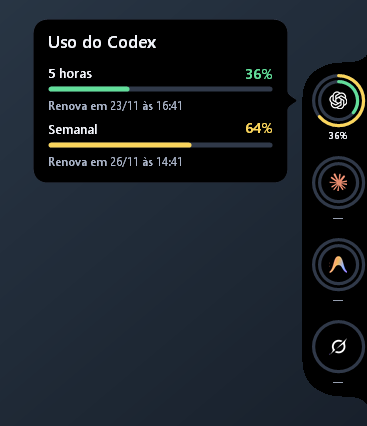 Uso do Codex
5 horas 36%
Renova em 23/11 às 16:41
Semanal 64%
Renova em 26/11 às 14:41
36%
—
—
—